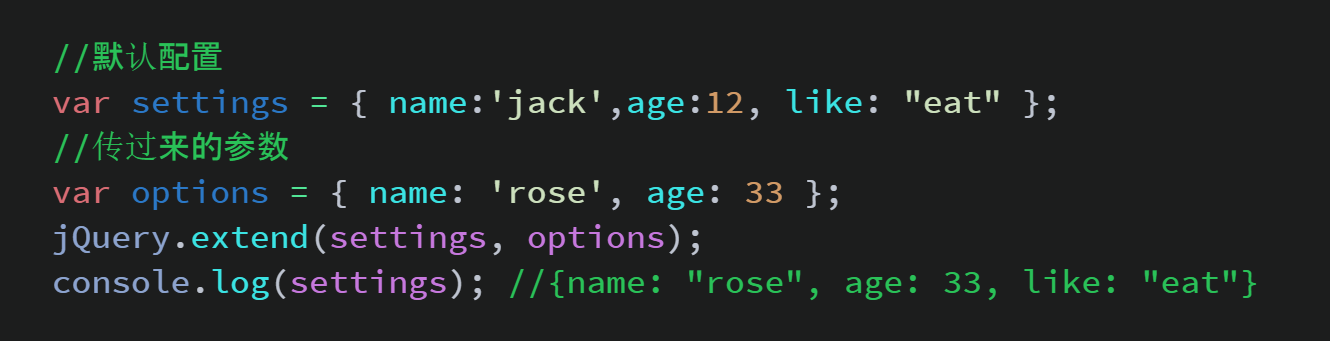 //默认配置
var settings = { name:'jack',age:12, like: "eat" };
//传过来的参数
var options = { name: 'rose', age: 33 };
jQuery.extend(settings, options);
console.log(settings); //{name: "rose", age: 33, like: "eat"}